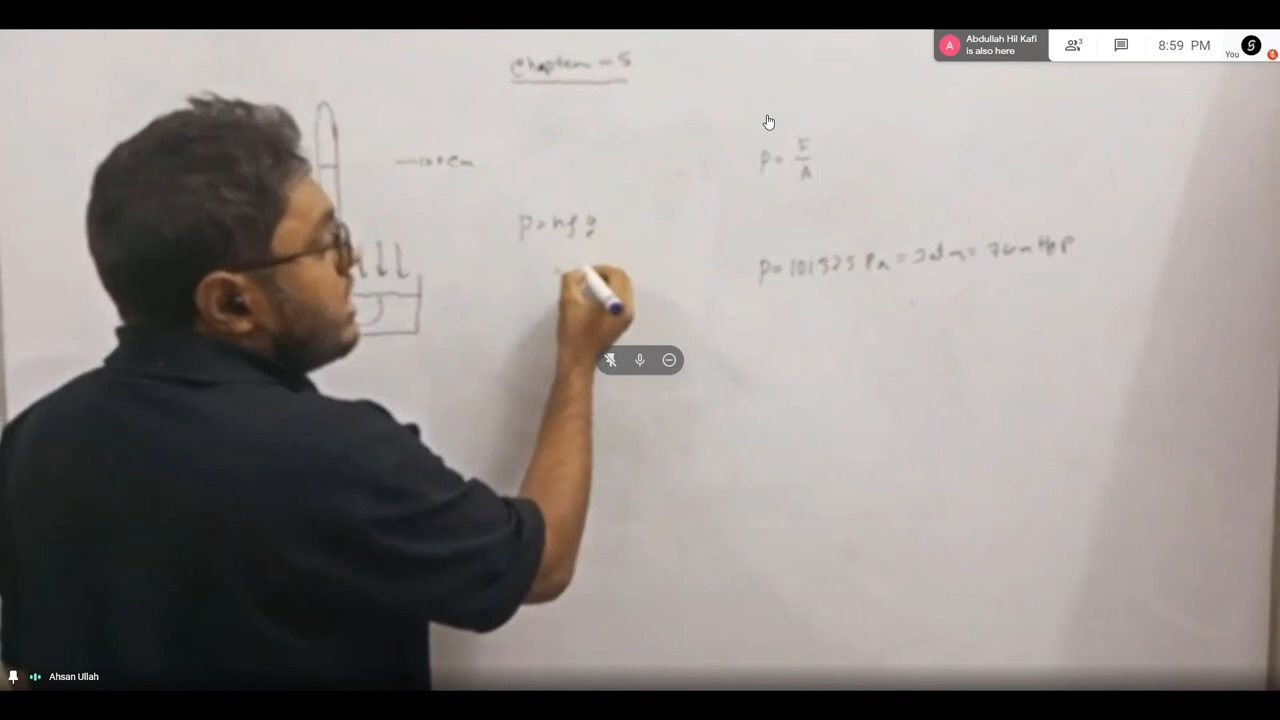 Abdullah Hil Kafi
is also here
3
8:59 PM
You
Chapter - 5
100 cm
P = F/A
P = hρg
P = 101325 Pa = 1 atm = 76 cm Hg P
Ahsan Ullah